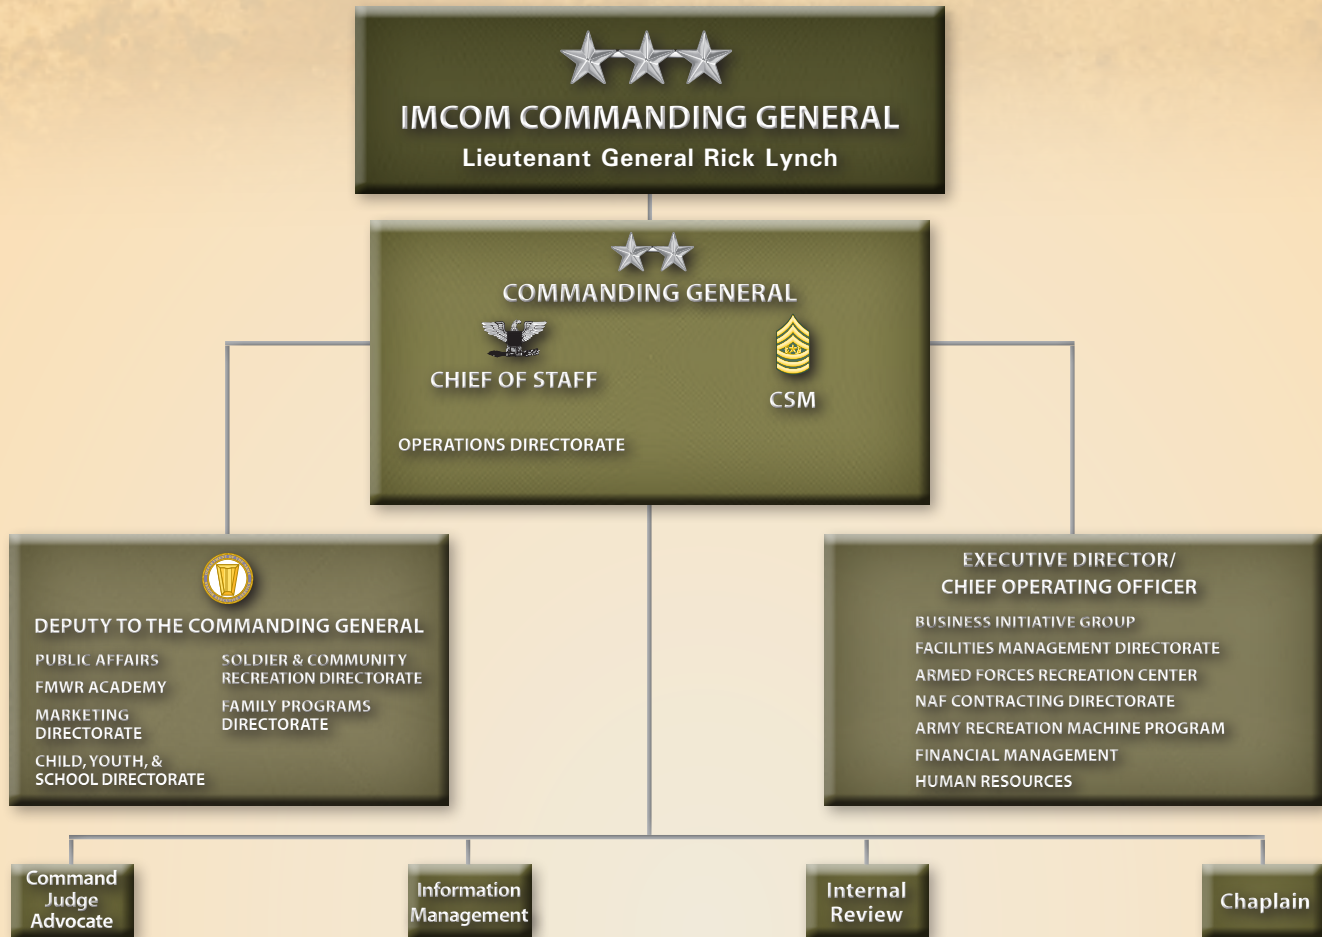 IMCOM COMMANDING GENERAL
Lieutenant General Rick Lynch
COMMANDING GENERAL
CHIEF OF STAFF
CSM
OPERATIONS DIRECTORATE
DEPUTY TO THE COMMANDING GENERAL
PUBLIC AFFAIRS
FMWR ACADEMY
MARKETING
DIRECTORATE
CHILD, YOUTH, &
SCHOOL DIRECTORATE
SOLDIER & COMMUNITY
RECREATION DIRECTORATE
FAMILY PROGRAMS
DIRECTORATE
EXECUTIVE DIRECTOR/
CHIEF OPERATING OFFICER
BUSINESS INITIATIVE GROUP
FACILITIES MANAGEMENT DIRECTORATE
ARMED FORCES RECREATION CENTER
NAF CONTRACTING DIRECTORATE
ARMY RECREATION MACHINE PROGRAM
FINANCIAL MANAGEMENT
HUMAN RESOURCES
Command
Judge
Advocate
Information
Management
Internal
Review
Chaplain